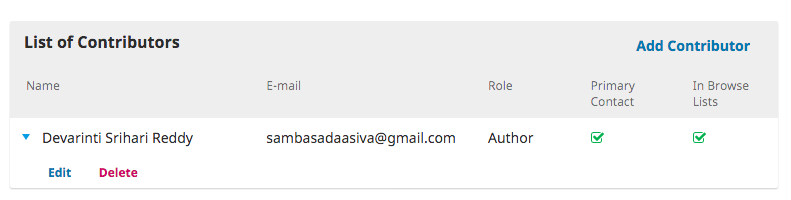 List of Contributors
Add Contributor
Name E-mail Role Primary Contact In Browse Lists
Devarinti Srihari Reddy sambasadaasiva@gmail.com Author
Edit Delete